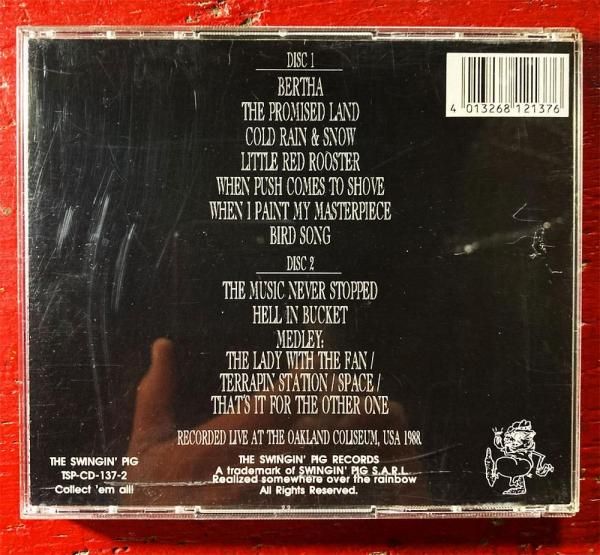 DISC 1
BERTHA
THE PROMISED LAND
COLD RAIN & SNOW
LITTLE RED ROOSTER
WHEN PUSH COMES TO SHOVE
WHEN I PAINT MY MASTERPIECE
BIRD SONG
DISC 2
THE MUSIC NEVER STOPPED
HELL IN BUCKET
MEDLEY:
THE LADY WITH THE FAN /
TERRAPIN STATION / SPACE /
THAT'S IT FOR THE OTHER ONE
RECORDED LIVE AT THE OAKLAND COLISEUM, USA 1988.
THE SWINGIN' PIG
TSP-CD-137-2
Collect 'em all!
THE SWINGIN' PIG RECORDS
A trademark of SWINGIN' PIG S.A.R.L.
Realized somewhere over the rainbow
All Rights Reserved.
4 013268 121376